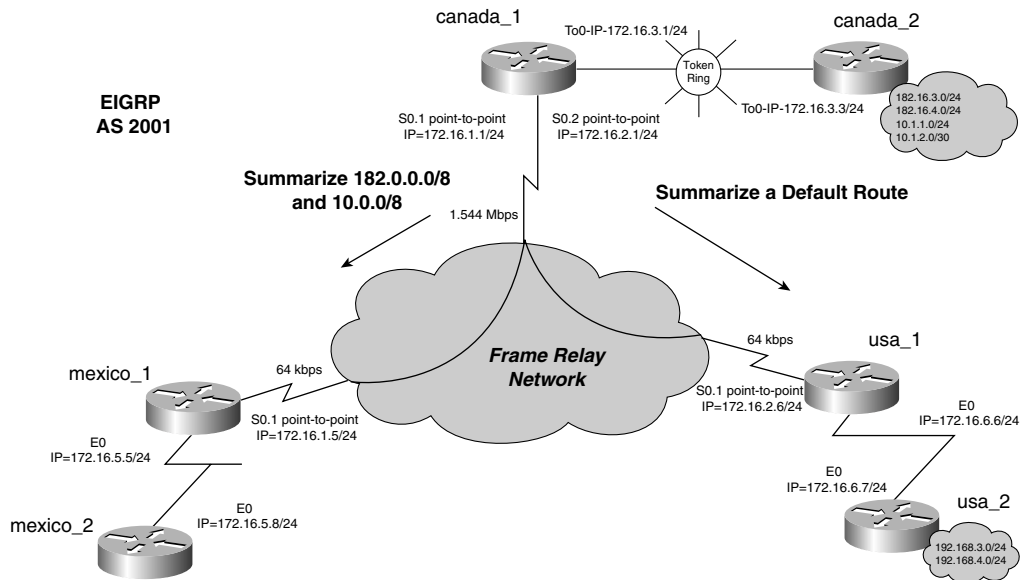 canada_1
canada_2
To0-IP-172.16.3.1/24
Token
Ring
To0-IP-172.16.3.3/24
182.16.3.0/24
182.16.4.0/24
10.1.1.0/24
10.1.2.0/30
EIGRP
AS 2001
S0.1 point-to-point
IP=172.16.1.1/24
S0.2 point-to-point
IP=172.16.2.1/24
Summarize 182.0.0.0/8
and 10.0.0/8
Summarize a Default Route
1.544 Mbps
Frame Relay
Network
mexico_1
64 kbps
S0.1 point-to-point
IP=172.16.1.5/24
E0
IP=172.16.5.5/24
mexico_2
E0
IP=172.16.5.8/24
64 kbps
usa_1
S0.1 point-to-point
IP=172.16.2.6/24
E0
IP=172.16.6.6/24
E0
IP=172.16.6.7/24
usa_2
192.168.3.0/24
192.168.4.0/24